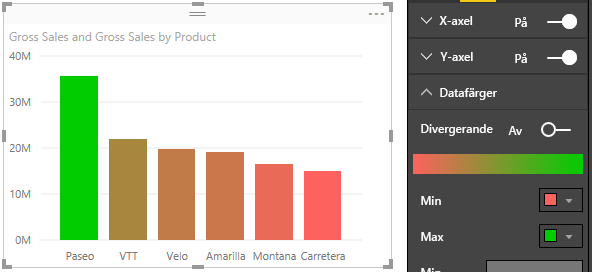 Gross Sales and Gross Sales by Product
40M
30M
20M
10M
0M
Paseo VTT Velo Amarilla Montana Carretera
X-axel På
Y-axel På
Datafärger
Divergerande Av
Min
Max